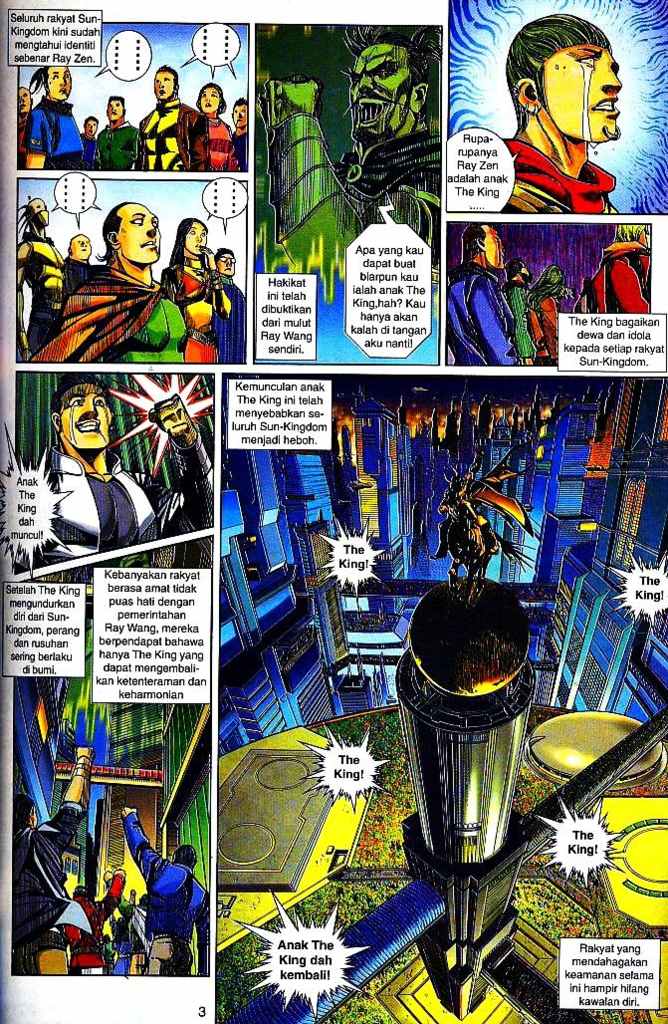 Seluruh rakyat Sun-
Kingdom kini sudah
mengtahui identiti
sebenar Ray Zen.
Apa yang kau
dapat buat
biarpun kau
ialah anak The
King,hah? Kau
hanya akan
kalah di tangan
aku nanti!
Hakikat
ini telah
dibuktikan
dari mulut
Ray Wang
sendiri.
Rupa-
rupanya
Ray Zen
adalah anak
The King
.....
The King bagaikan
dewa dan idola
kepada setiap rakyat
Sun-Kingdom.
Anak
The
King
dah
muncul!
Setelah The King
mengundurkan
diri dari Sun-
Kingdom, perang
dan rusuhan
sering berlaku
di bumi.
Kebanyakan rakyat
berasa amat tidak
puas hati dengan
pemerintahan
Ray Wang, mereka
berpendapat bahawa
hanya The King yang
dapat mengembali-
kan ketenteraman dan
keharmonian
Kemunculan anak
The King ini telah
menyebabkan se-
luruh Sun-Kingdom
menjadi heboh.
The
King!
The
King!
The
King!
The
King!
Anak The
King dah
kembali!
Rakyat yang
mendahagakan
keamanan selama
ini hampir hilang
kawalan diri.
3